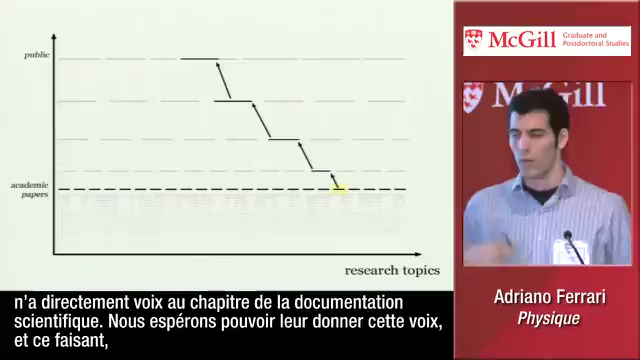 McGill
Graduate and
Postdoctoral Studies
public
McGill
academic
papers
research topics
n'a directement voix au chapitre de la documentation
scientifique. Nous espérons pouvoir leur donner cette voix,
et ce faisant,
Adriano Ferrari
Physique